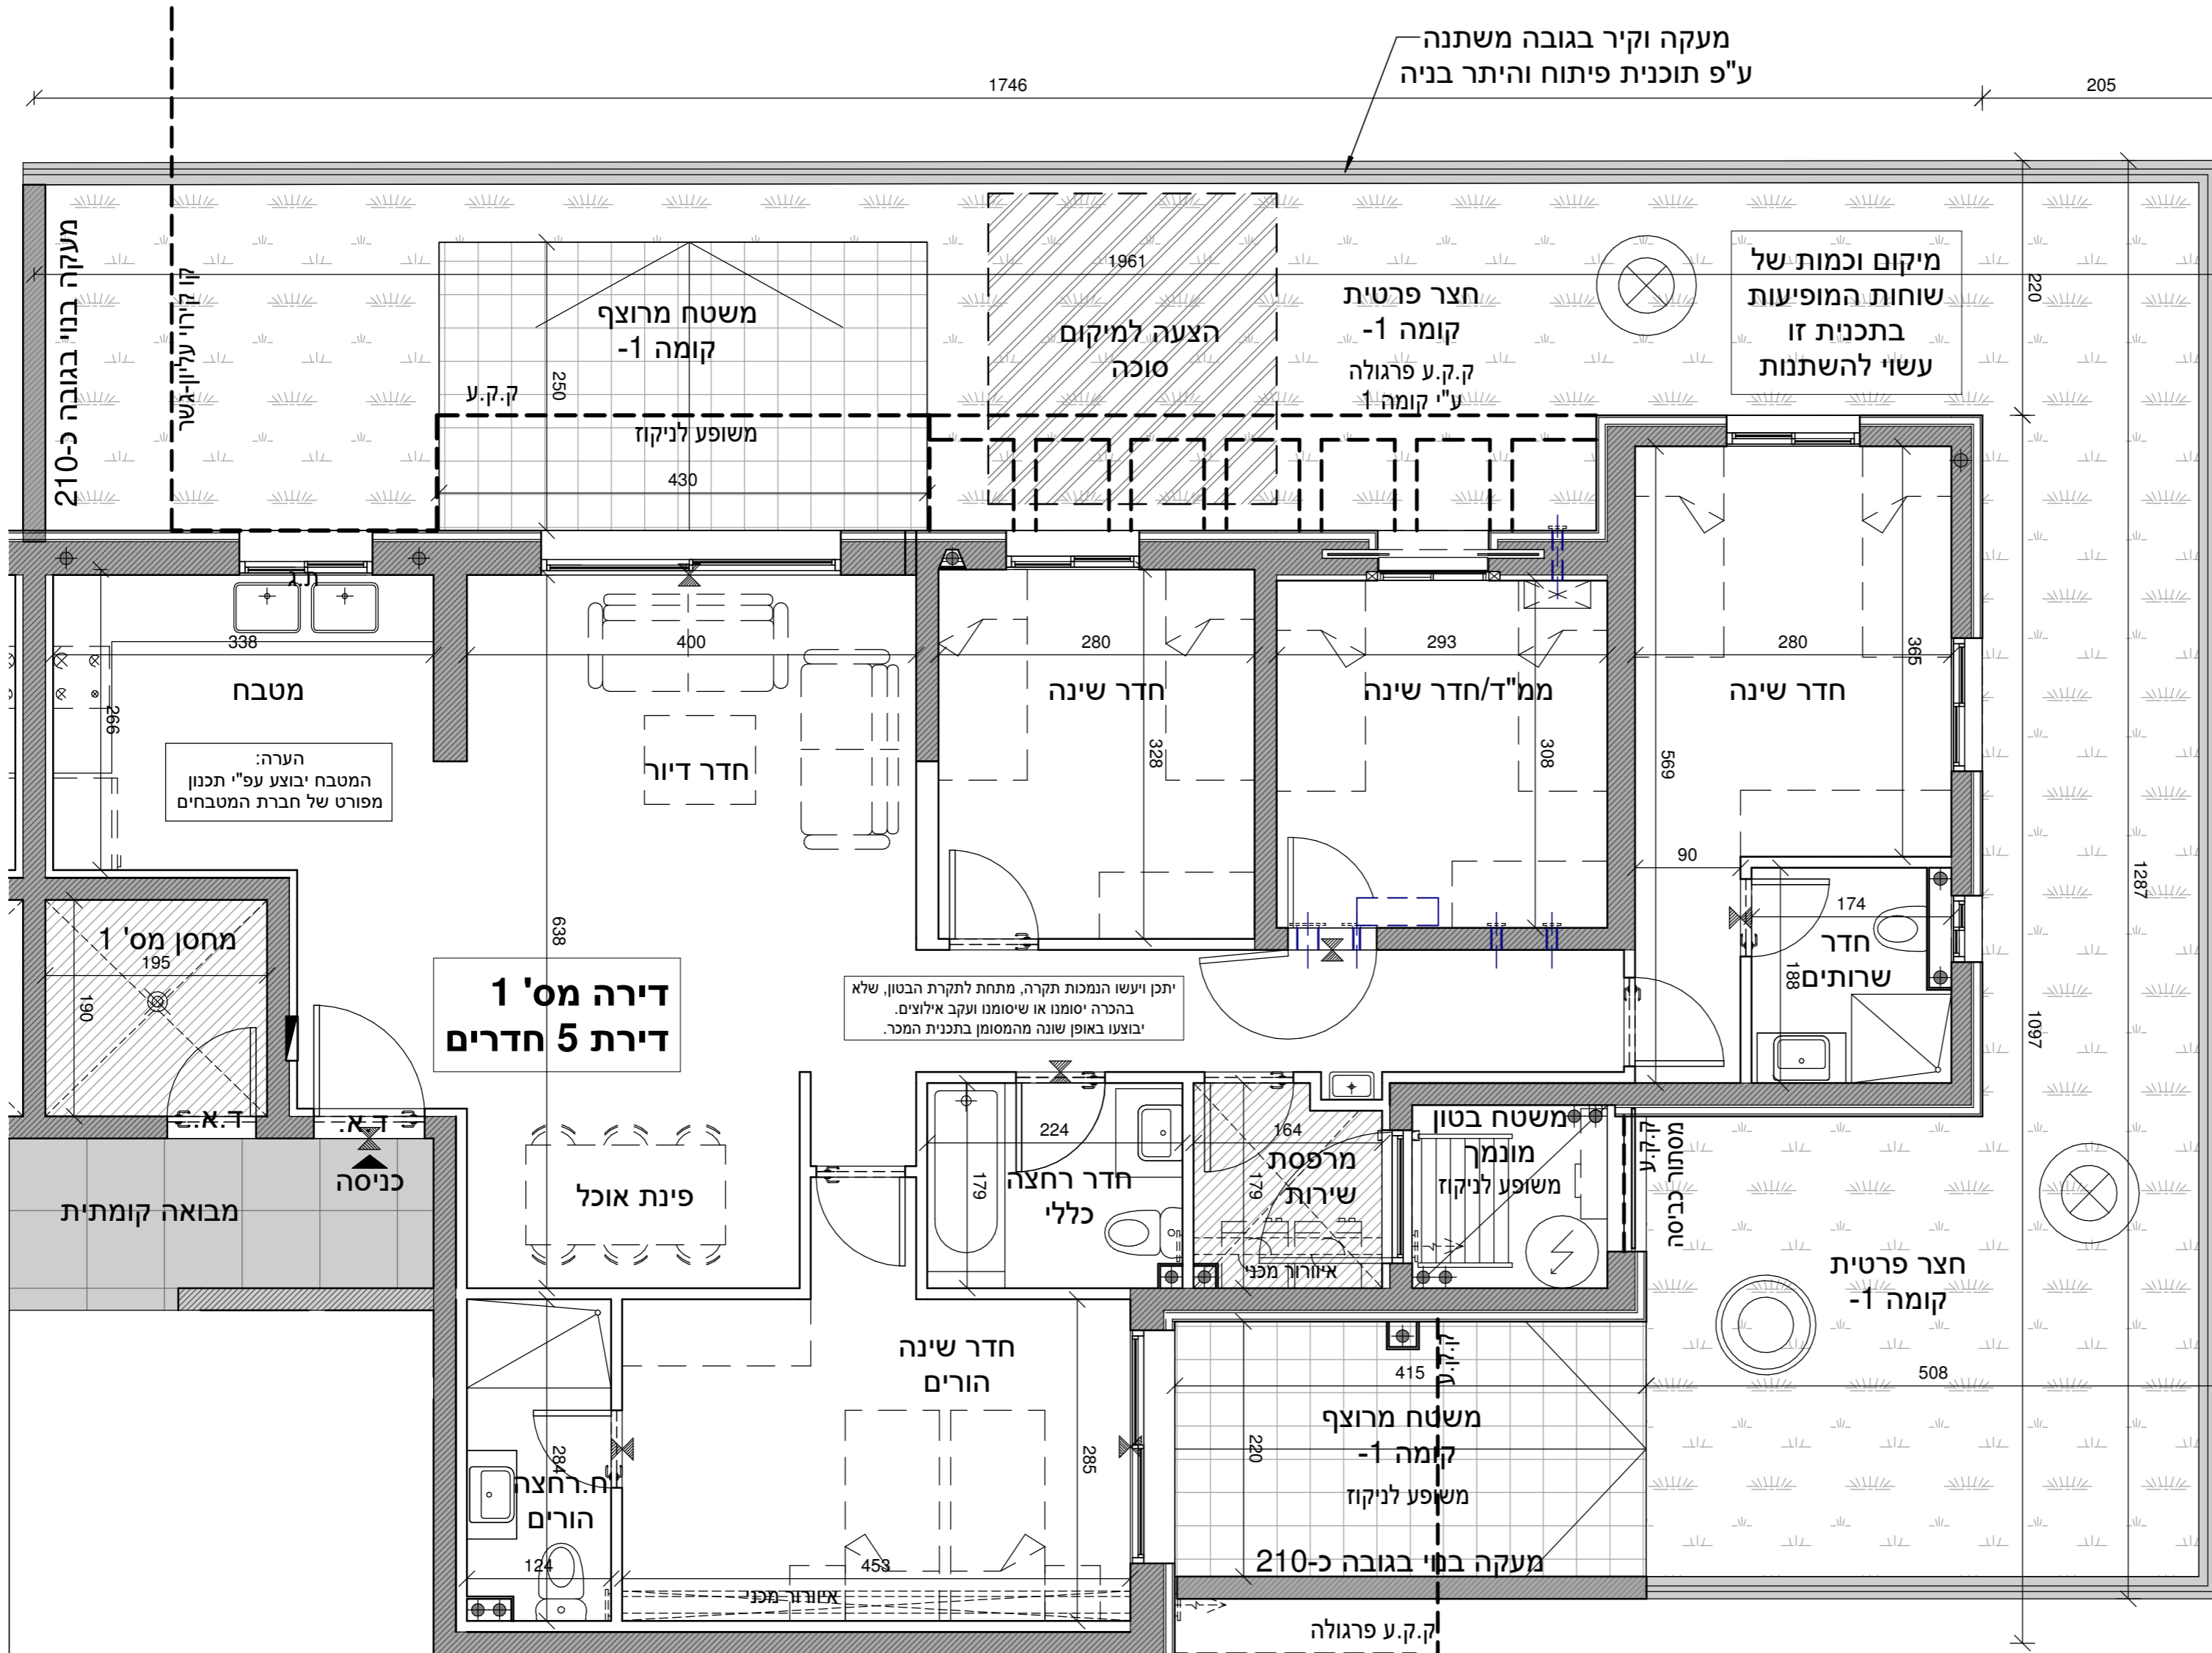 מעקה וקיר בגובה משתנה
ע"פ תוכנית פיתוח והיתר בניה
1746
205
מעקה בנוי בגובה כ-210
קו קירוי עליון-גשר
משטח מרוצף
קומה 1-
250
ק.ק.ע
משופע לניקוז
430
1961
הצעה למיקום
סוכה
חצר פרטית
קומה 1-
ק.ק.ע פרגולה
ע"י קומה 1
מיקום וכמות של
שוחות המופיעות
בתכנית זו
עשוי להשתנות
220
ת.ג
338
מטבח
266
הערה:
המטבח יבוצע עפ"י תכנון
מפורט של חברת המטבחים
400
חדר דיור
638
280
חדר שינה
328
293
ממ"ד/חדר שינה
308
280
365
חדר שינה
569
90
174
חדר
שרותים
188
1287
1097
מחסן מס' 1
195
190
דירה מס' 1
דירת 5 חדרים
יתכן ויעשו הנמכות תקרה, מתחת לתקרת הבטון, שלא
בהכרה יסומנו או שיסומנו ועקב אילוצים.
יבוצעו באופן שונה מהמסומן בתכנית המכר.
ד.א.
ד.א.
כניסה
מבואה קומתית
פינת אוכל
224
חדר רחצה
כללי
179
164
מרפסת
שירות
179
איוורור מכני
משטח בטון
מונמך
משופע לניקוז
ק.ק.ע
מסתור כביסה
חצר פרטית
קומה 1-
508
חדר שינה
הורים
285
453
איוורור מכני
284
ח.רחצה
הורים
124
ק.ק.ע
415
משטח מרוצף
קומה 1-
משופע לניקוז
220
מעקה בנוי בגובה כ-210
ק.ק.ע פרגולה